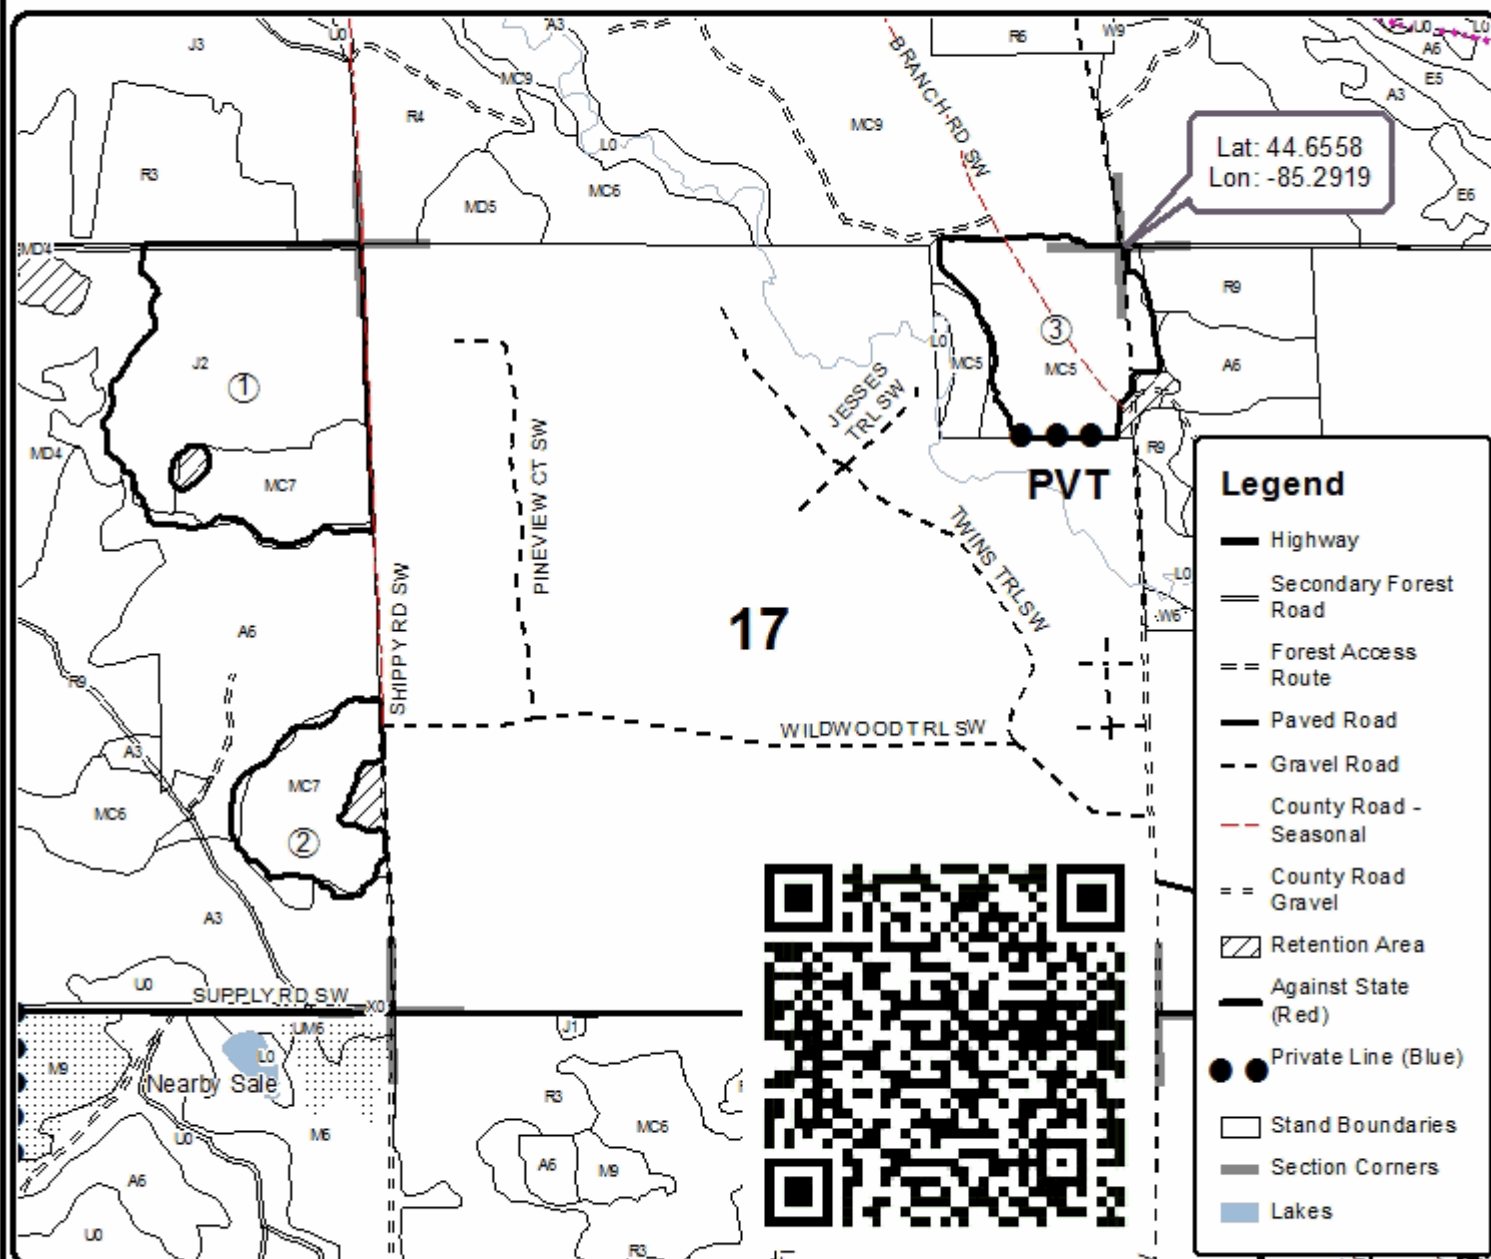 J3
U0
A3
R6
W9
U0
L0
A6
E5
A3
MC9
R4
MC9
BRANCH RD SW
Lat: 44.6558
Lon: -85.2919
L0
R3
MC6
MD5
E6
MD4
R9
J2
1
3
L0
MC5
MC5
A6
JESSES
TRL SW
MD4
MC7
PINEVIEW CT SW
PVT
R9
TWINS TRL SW
SHIPPY RD SW
L0
W6
17
A6
R9
WILDWOOD TRL SW
A3
MC7
MC6
2
A3
U0
SUPPLY RD SW
X0
UM6
J1
M9
L0
Nearby Sale
R3
MC6
U0
M6
A6
A6
M9
U0
R3
Legend
Highway
Secondary Forest
Road
Forest Access
Route
Paved Road
Gravel Road
County Road -
Seasonal
County Road
Gravel
Retention Area
Against State
(Red)
Private Line (Blue)
Stand Boundaries
Section Corners
Lakes